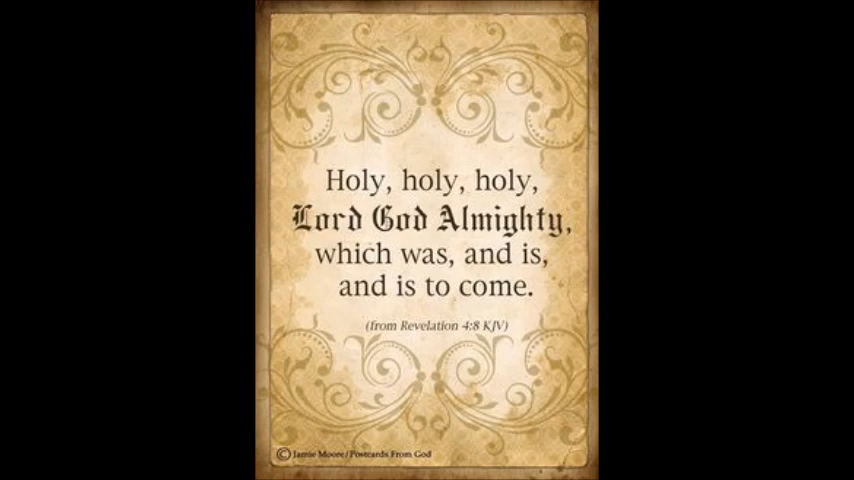 Holy, holy, holy,
Lord God Almighty,
which was, and is,
and is to come.
(from Revelation 4:8 KJV)
© Jamie Moore/Postcards From God